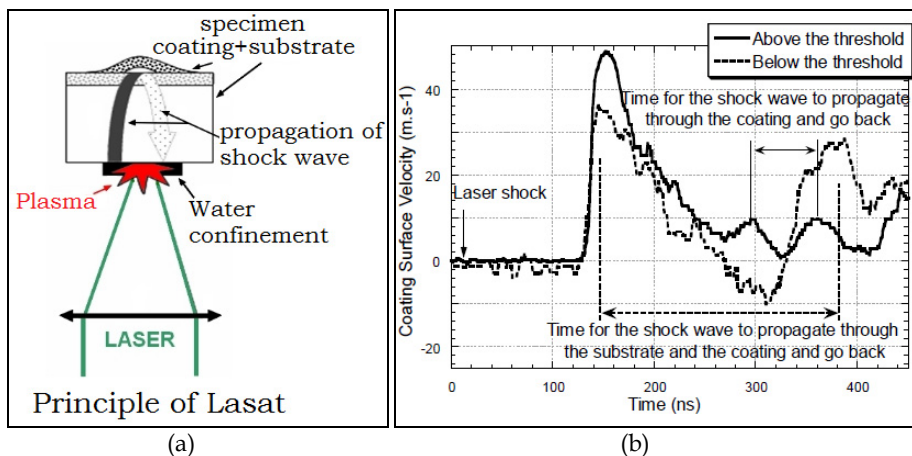 specimen
coating+substrate
propagation of
shock wave
Plasma
Water
confinement
LASER
Principle of Lasat
(a)
Above the threshold
Below the threshold
Time for the shock wave to propagate
through the coating and go back
Laser shock
Time for the shock wave to propagate through
the substrate and the coating and go back
Coating Surface Velocity (m.s-1)
40
20
0
-20
0 100 200 300 400
Time (ns)
(b)